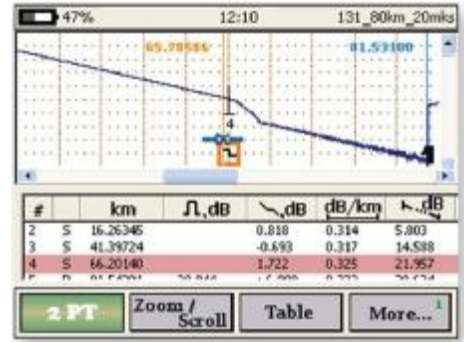 47% 12:10 131_80km_20mks
65.78586 81.53100
4
# km ,dB ,dB dB/km ,dB
2 S 16.26345 0.818 0.314 5.803
3 S 41.39724 -0.693 0.317 14.588
4 S 66.20140 1.722 0.325 21.957
2 PT Zoom / Scroll Table More... 1